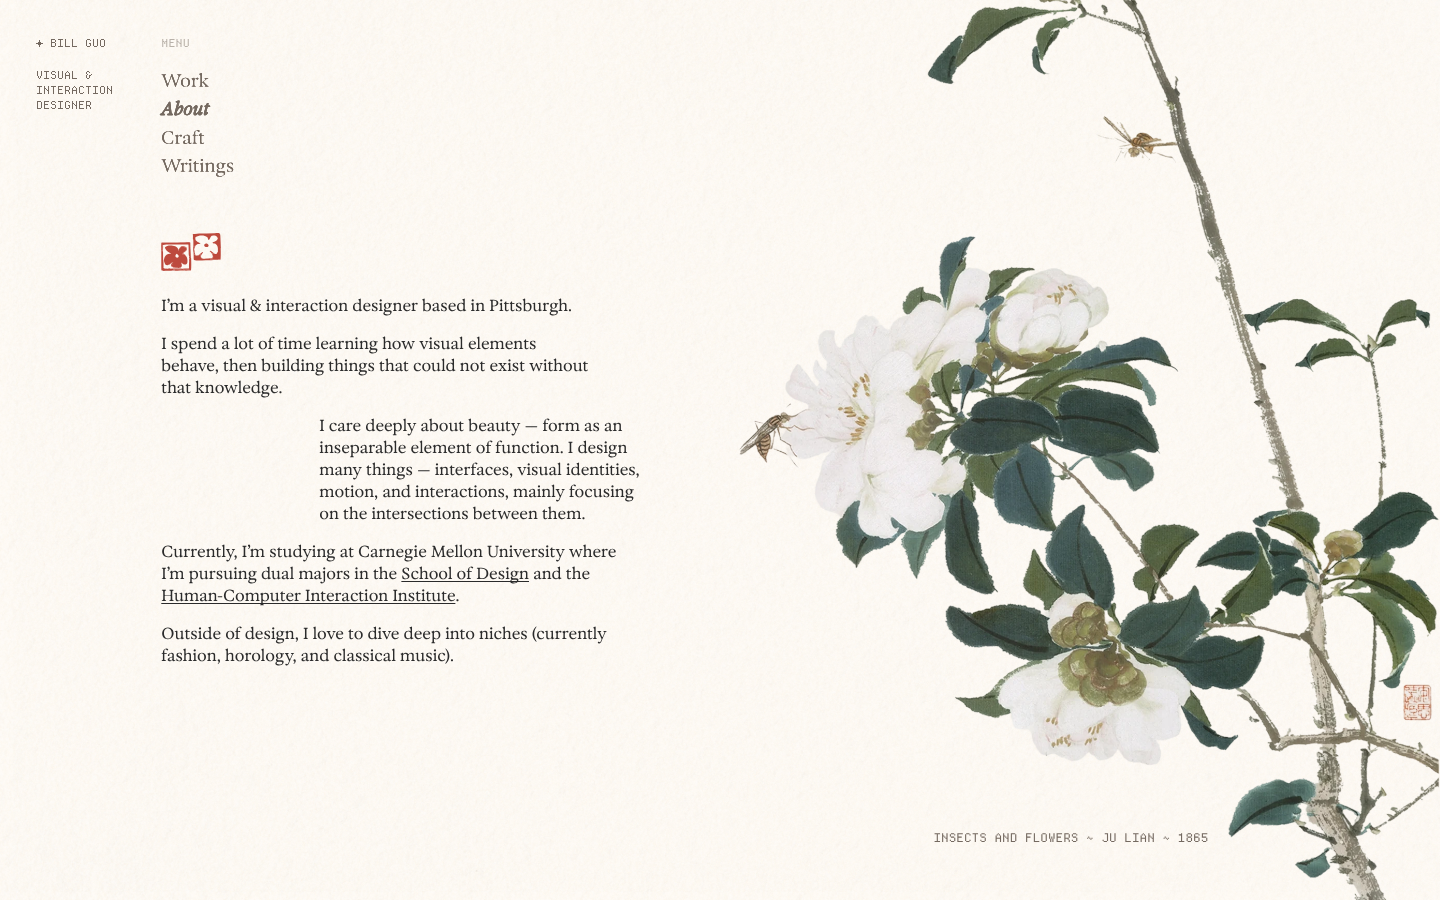 ✦ BILL GUO
VISUAL &
INTERACTION
DESIGNER
MENU
Work
About
Craft
Writings
I'm a visual & interaction designer based in Pittsburgh.
I spend a lot of time learning how visual elements
behave, then building things that could not exist without
that knowledge.
I care deeply about beauty — form as an
inseparable element of function. I design
many things — interfaces, visual identities,
motion, and interactions, mainly focusing
on the intersections between them.
Currently, I'm studying at Carnegie Mellon University where
I'm pursuing dual majors in the School of Design and the
Human-Computer Interaction Institute.
Outside of design, I love to dive deep into niches (currently
fashion, horology, and classical music).
INSECTS AND FLOWERS ~ JU LIAN ~ 1865